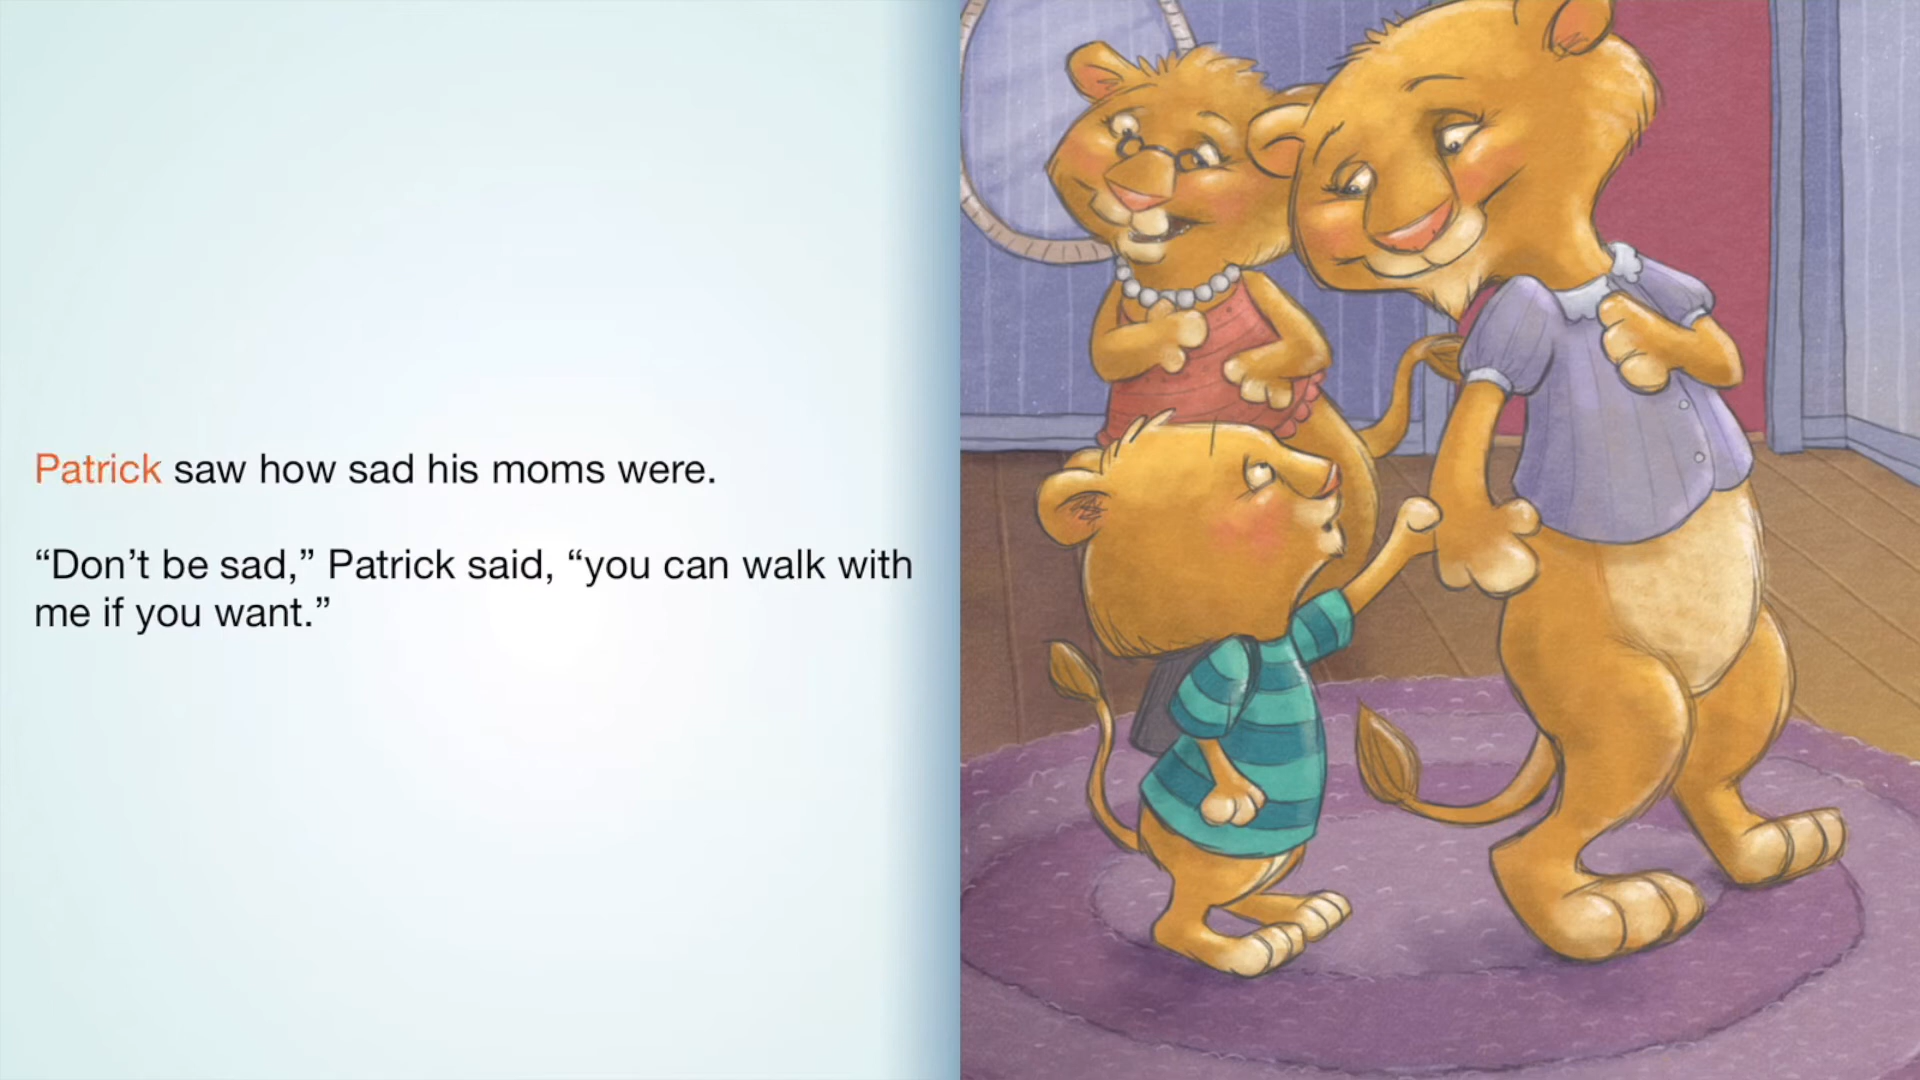 Patrick saw how sad his moms were.
“Don’t be sad,” Patrick said, “you can walk with
me if you want.”